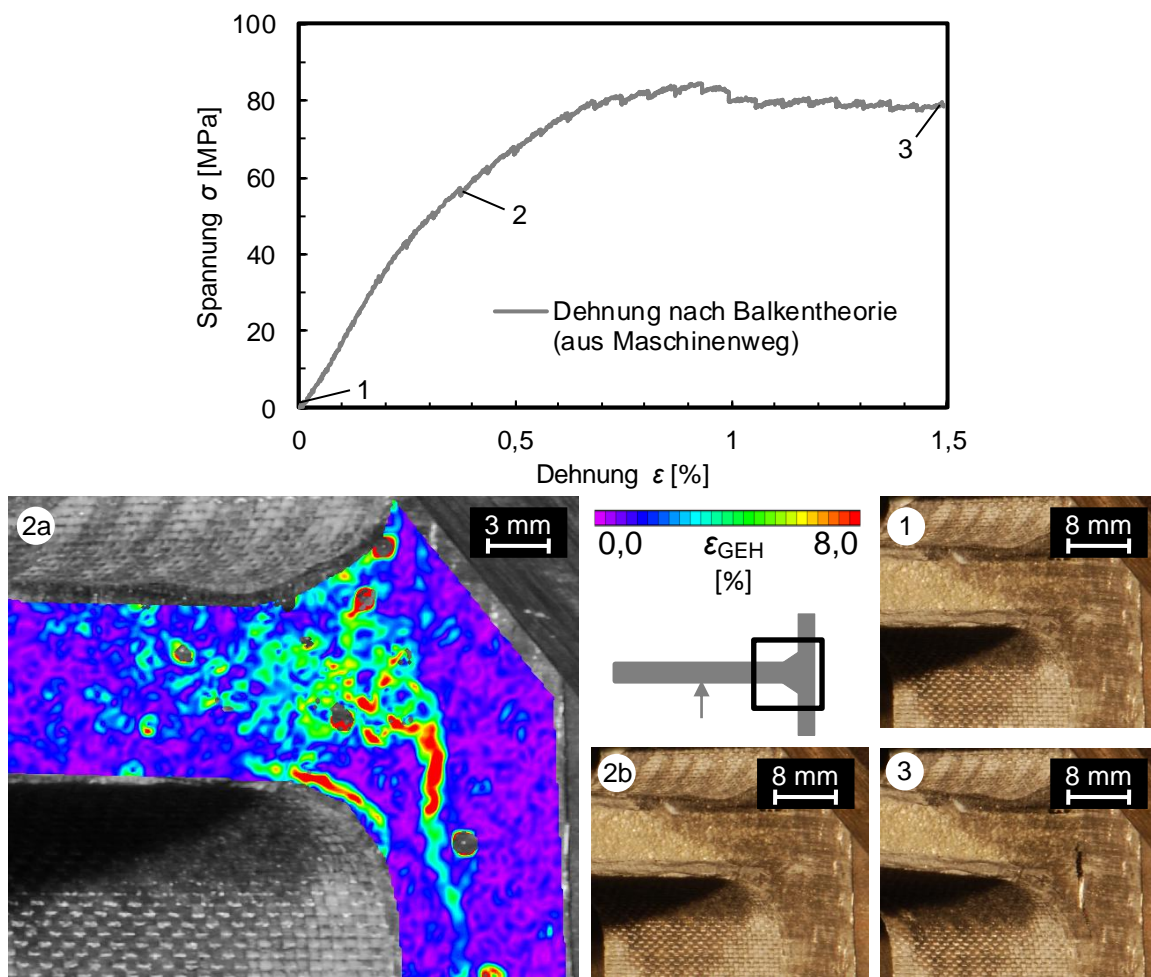 100
80
60
40
20
0
Spannung σ [MPa]
1
2
3
Dehnung nach Balkentheorie
(aus Maschinenweg)
0
0,5
1
1,5
Dehnung ε [%]
2a
3 mm
0,0 εGEH 8,0
[%]
1
8 mm
2b
8 mm
3
8 mm